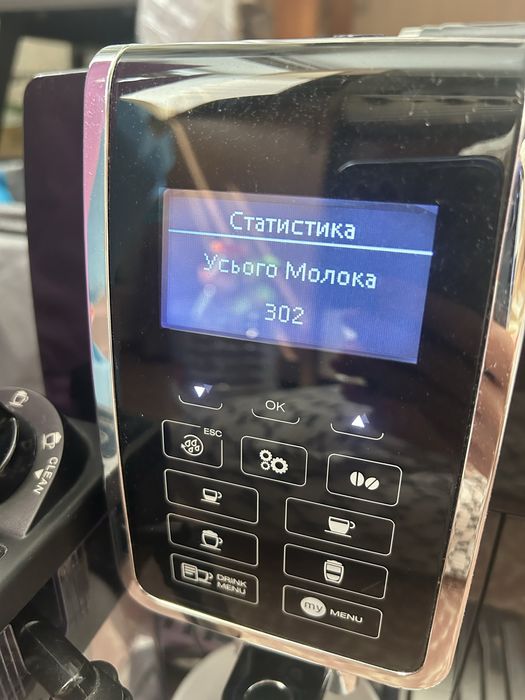 Статистика
Усього Молока
302
OK
ESC
CLEAN
DRINK
MENU
my MENU